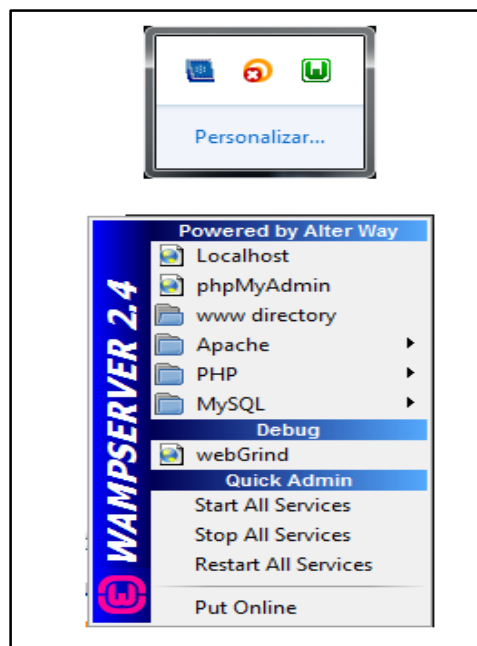 Personalizar...
Powered by Alter Way
Localhost
phpMyAdmin
www directory
Apache
PHP
MySQL
Debug
webGrind
Quick Admin
Start All Services
Stop All Services
Restart All Services
Put Online
WAMPSERVER 2.4